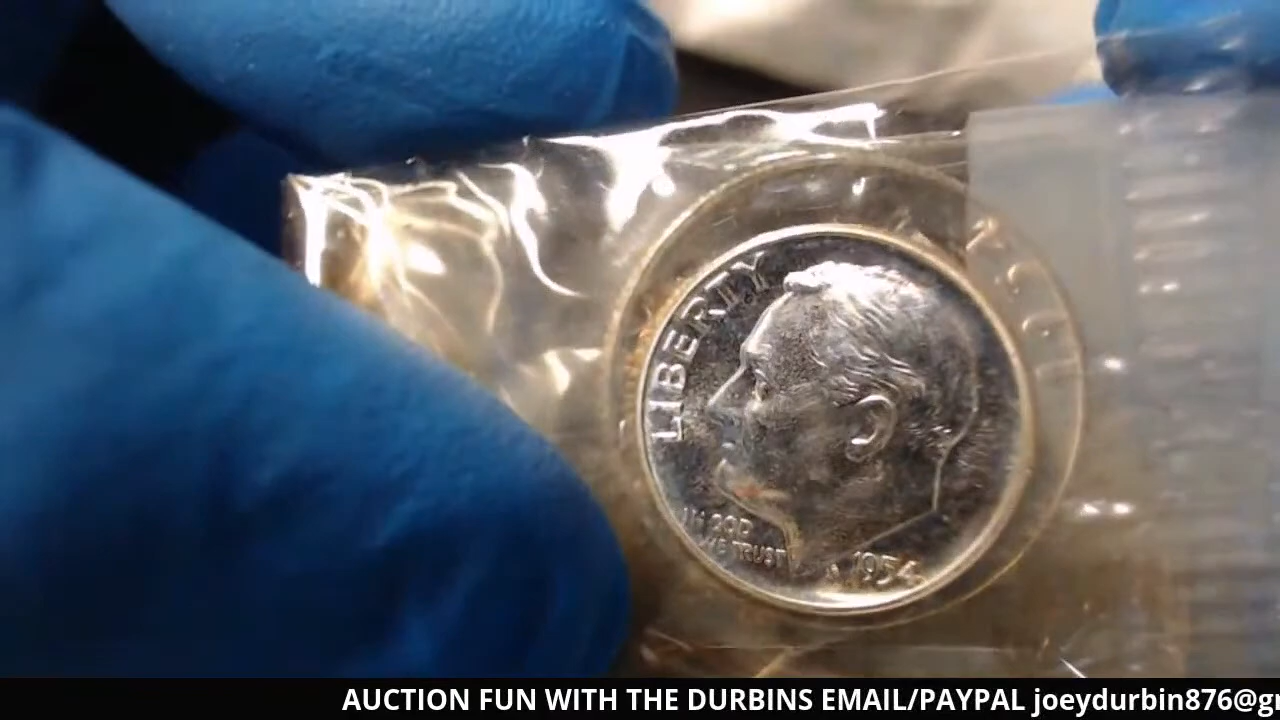 LIBERTY
IN GOD
WE TRUST
1954
AUCTION FUN WITH THE DURBINS EMAIL/PAYPAL joeydurbin876@g